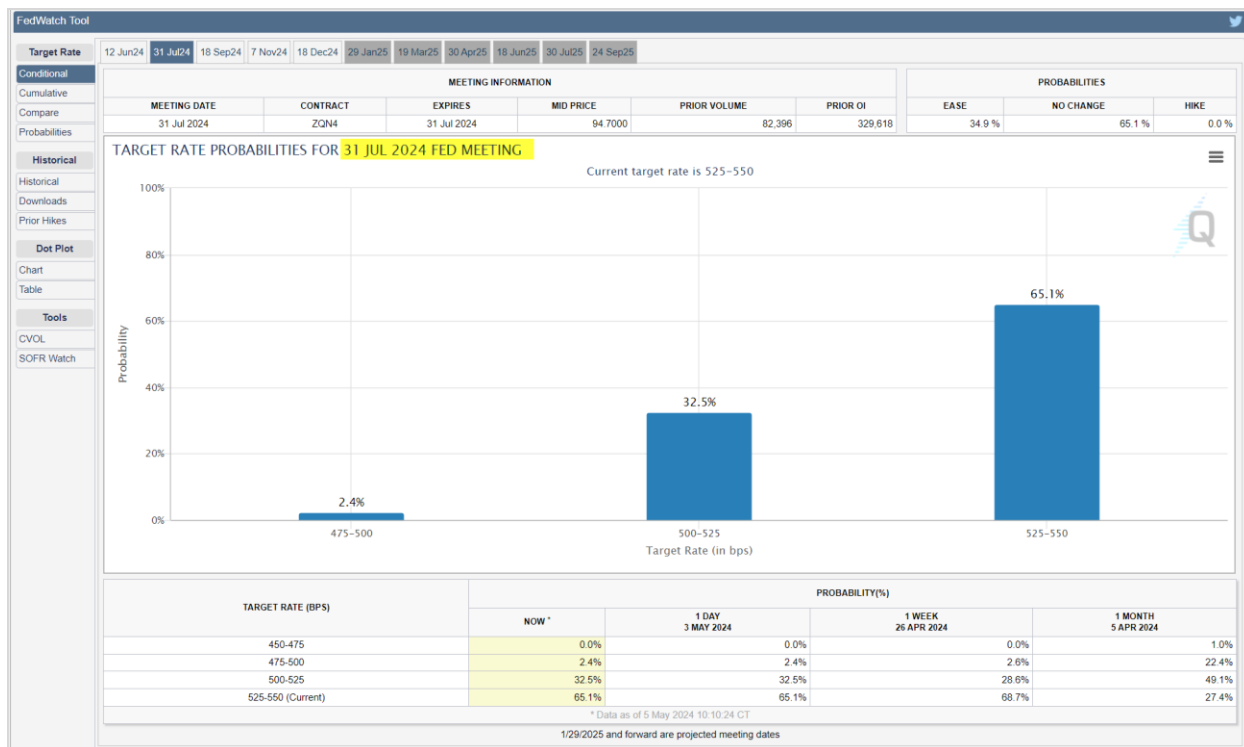 FedWatch Tool
Target Rate
Conditional
Cumulative
Compare
Probabilities
Historical
Historical
Downloads
Prior Hikes
Dot Plot
Chart
Table
Tools
CVOL
SOFR Watch
12 Jun24 31 Jul24 18 Sep24 7 Nov24 18 Dec24 29 Jan25 19 Mar25 30 Apr25 18 Jun25 30 Jul25 24 Sep25
MEETING INFORMATION
MEETING DATE CONTRACT EXPIRES MID PRICE PRIOR VOLUME PRIOR OI
31 Jul 2024 ZQN4 31 Jul 2024 94.7000 82,396 329,618
PROBABILITIES
EASE NO CHANGE HIKE
34.9 % 65.1 % 0.0 %
TARGET RATE PROBABILITIES FOR 31 JUL 2024 FED MEETING
Current target rate is 525-550
Q
Probability
100%
80%
60%
40%
20%
0%
2.4%
32.5%
65.1%
475-500 500-525 525-550
Target Rate (in bps)
TARGET RATE (BPS) PROBABILITY(%)
NOW * 1 DAY 1 WEEK 1 MONTH
3 MAY 2024 26 APR 2024 5 APR 2024
450-475 0.0% 0.0% 0.0% 1.0%
475-500 2.4% 2.4% 2.6% 22.4%
500-525 32.5% 32.5% 28.6% 49.1%
525-550 (Current) 65.1% 65.1% 68.7% 27.4%
* Data as of 5 May 2024 10:10:24 CT
1/29/2025 and forward are projected meeting dates